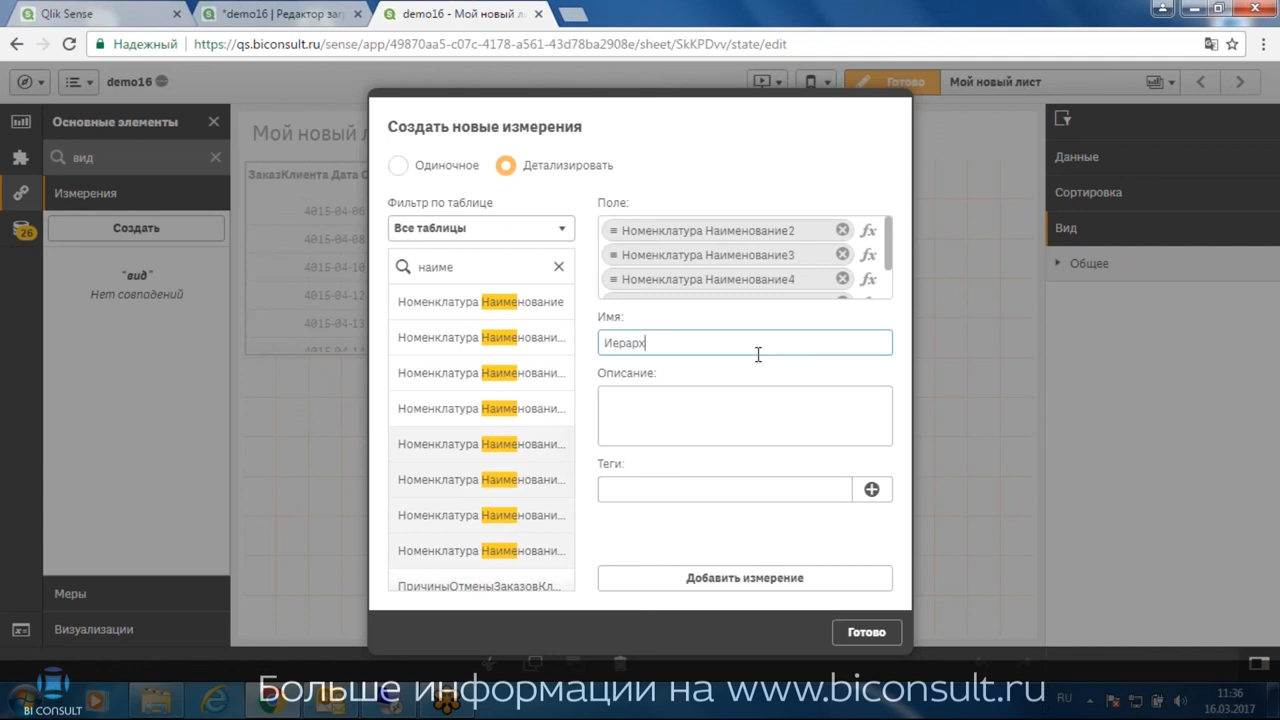 Qlik Sense
*demo16 | Редактор заг
demo16 - Мой новый л
Надежный
https://qs.biconsult.ru/sense/app/49870aa5-c07c-4178-a561-43d78ba2908e/sheet/SkKPDvv/state/edit
demo16
Готово
Мой новый лист
Основные элементы
вид
Измерения
Создать
"вид"
Нет совпадений
Меры
Визуализации
26
Мой новый л
ЗаказКлиента Дата С
4015-04-06
4015-04-08
4015-04-10
4015-04-12
4015-04-13
4015-04-14
Создать новые измерения
Одиночное
Детализировать
Фильтр по таблице
Все таблицы
наиме
Номенклатура Наименование
Номенклатура Наименовани...
Номенклатура Наименовани...
Номенклатура Наименовани...
Номенклатура Наименовани...
Номенклатура Наименовани...
Номенклатура Наименовани...
Номенклатура Наименовани...
ПричиныОтменыЗаказовКл...
Поле:
Номенклатура Наименование2 fx
Номенклатура Наименование3 fx
Номенклатура Наименование4 fx
Имя:
Иерарх
Описание:
Теги:
Добавить измерение
Готово
Данные
Сортировка
Вид
Общее
Больше информации на www.biconsult.ru
BI CONSULT
RU
11:36
16.03.2017